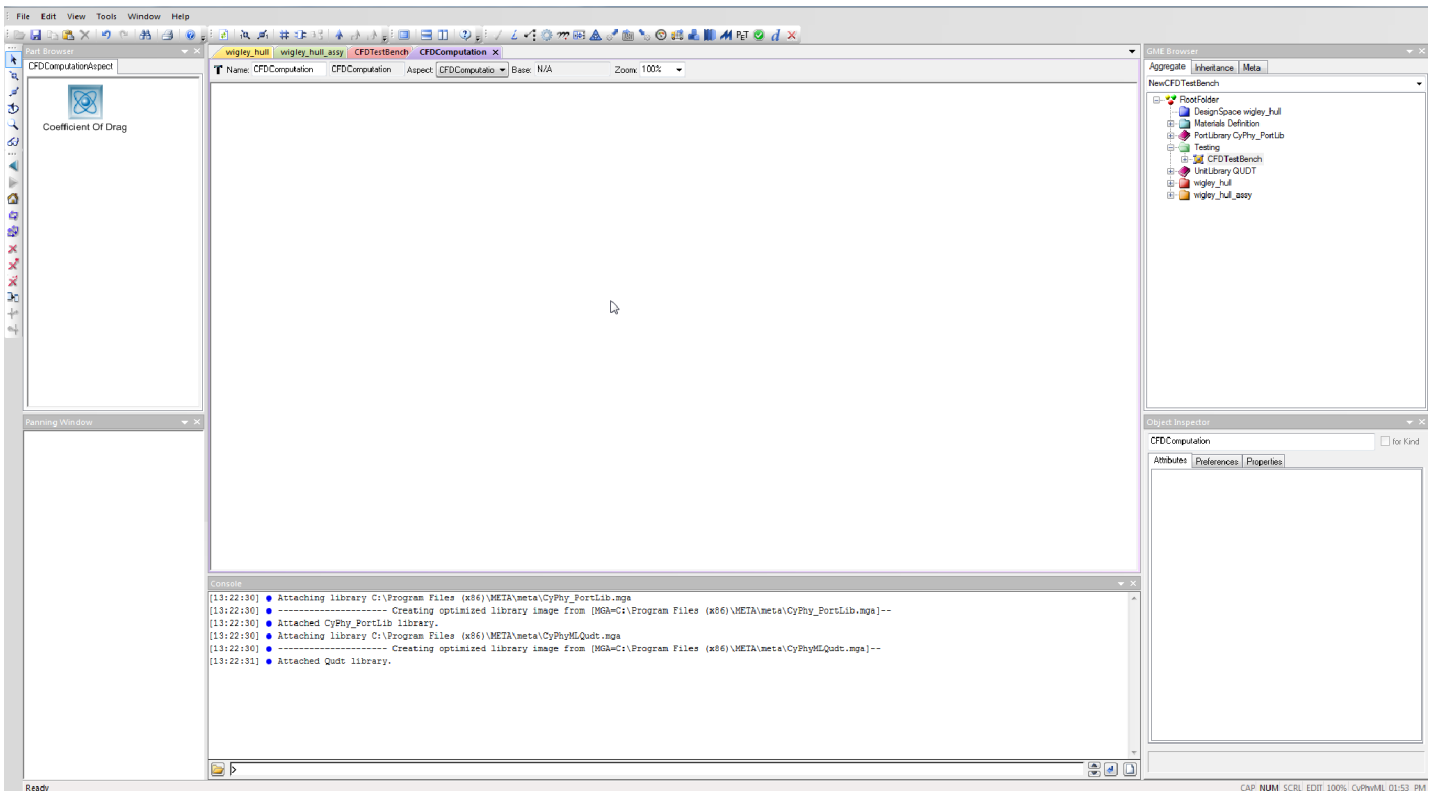 File Edit View Tools Window Help
Part Browser
CFDComputationAspect
Coefficient Of Drag
Panning Window
wigley_hull wigley_hull_assy CFDTestBench CFDComputation
Name: CFDComputation CFDComputation Aspect: CFDComputatio Base: N/A Zoom: 100%
Console
[13:22:30] Attaching library C:\Program Files (x86)\META\meta\CyPhy_PortLib.mga
[13:22:30] -------------------- Creating optimized library image from [MGA=C:\Program Files (x86)\META\meta\CyPhy_PortLib.mga]--
[13:22:30] Attached CyPhy_PortLib library.
[13:22:30] Attaching library C:\Program Files (x86)\META\meta\CyPhyMLQudt.mga
[13:22:30] -------------------- Creating optimized library image from [MGA=C:\Program Files (x86)\META\meta\CyPhyMLQudt.mga]--
[13:22:31] Attached Qudt library.
>
GME Browser
Aggregate Inheritance Meta
NewCFDTestBench
RootFolder
DesignSpace wigley_hull
Materials Definition
PortLibrary CyPhy_PortLib
Testing
CFDTestBench
UnitLibrary QUDT
wigley_hull
wigley_hull_assy
Object Inspector
CFDComputation for Kind
Attributes Preferences Properties
Ready
CAP NUM SCRL EDIT 100% CyPhyML 01:53 PM